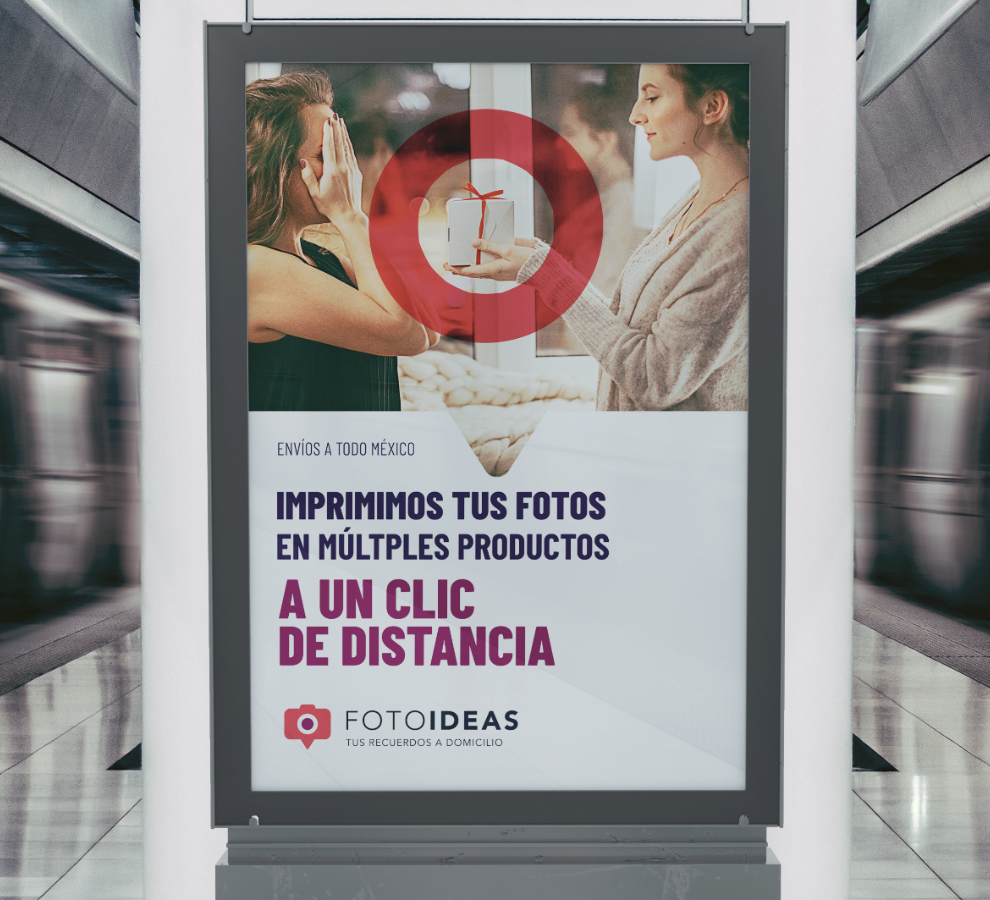 ENVÍOS A TODO MÉXICO
IMPRIMIMOS TUS FOTOS
EN MÚLTPLES PRODUCTOS
A UN CLIC
DE DISTANCIA
FOTOIDEAS
TUS RECUERDOS A DOMICILIO